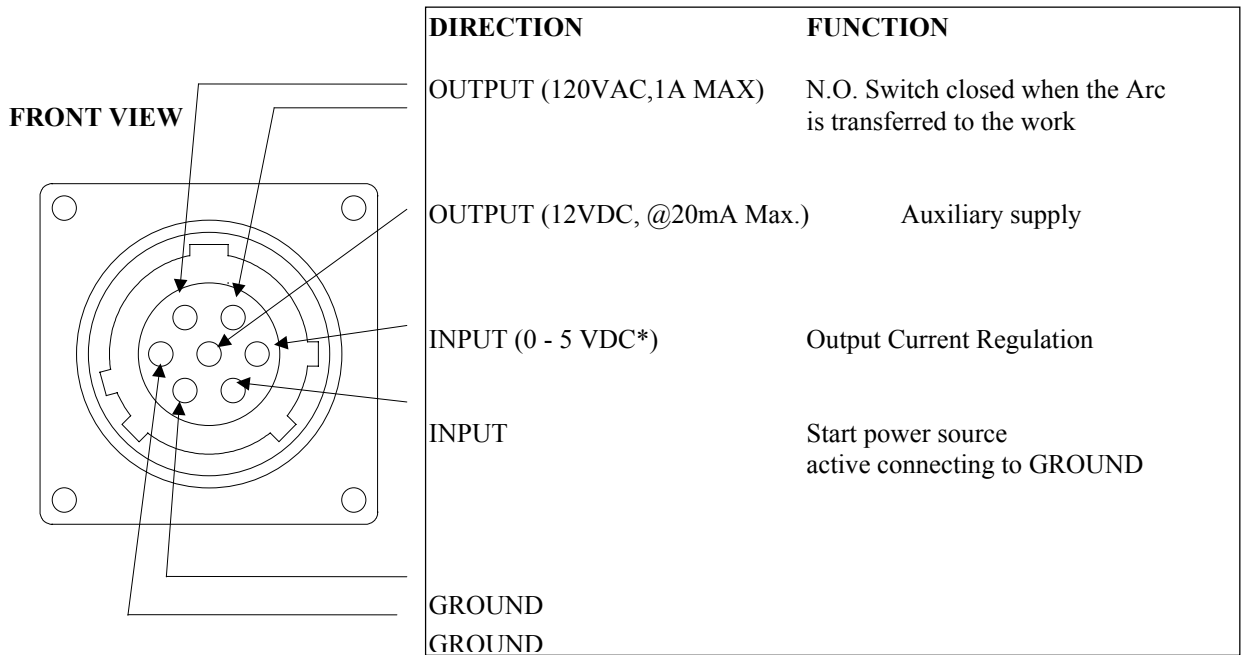 DIRECTION FUNCTION
OUTPUT (120VAC,1A MAX) N.O. Switch closed when the Arc
is transferred to the work
FRONT VIEW
OUTPUT (12VDC, @20mA Max.) Auxiliary supply
INPUT (0 - 5 VDC*) Output Current Regulation
INPUT Start power source
active connecting to GROUND
GROUND
GROUND